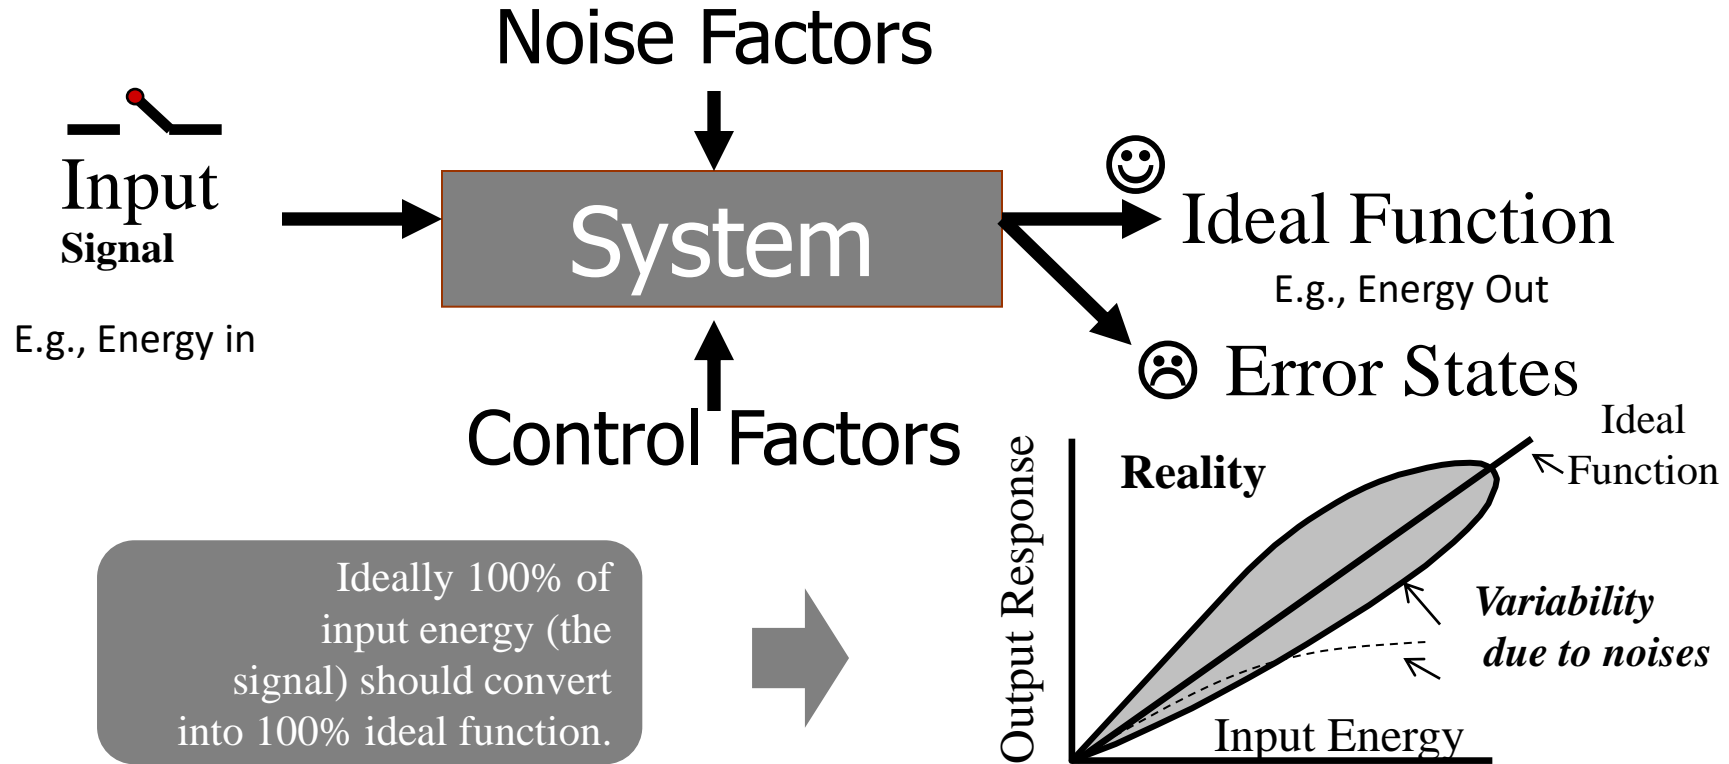 Noise Factors
Input
Signal
E.g., Energy in
System
Ideal Function
E.g., Energy Out
Error States
Control Factors
Ideally 100% of
input energy (the
signal) should convert
into 100% ideal function.
Output Response
Reality
Ideal
Function
Variability
due to noises
Input Energy